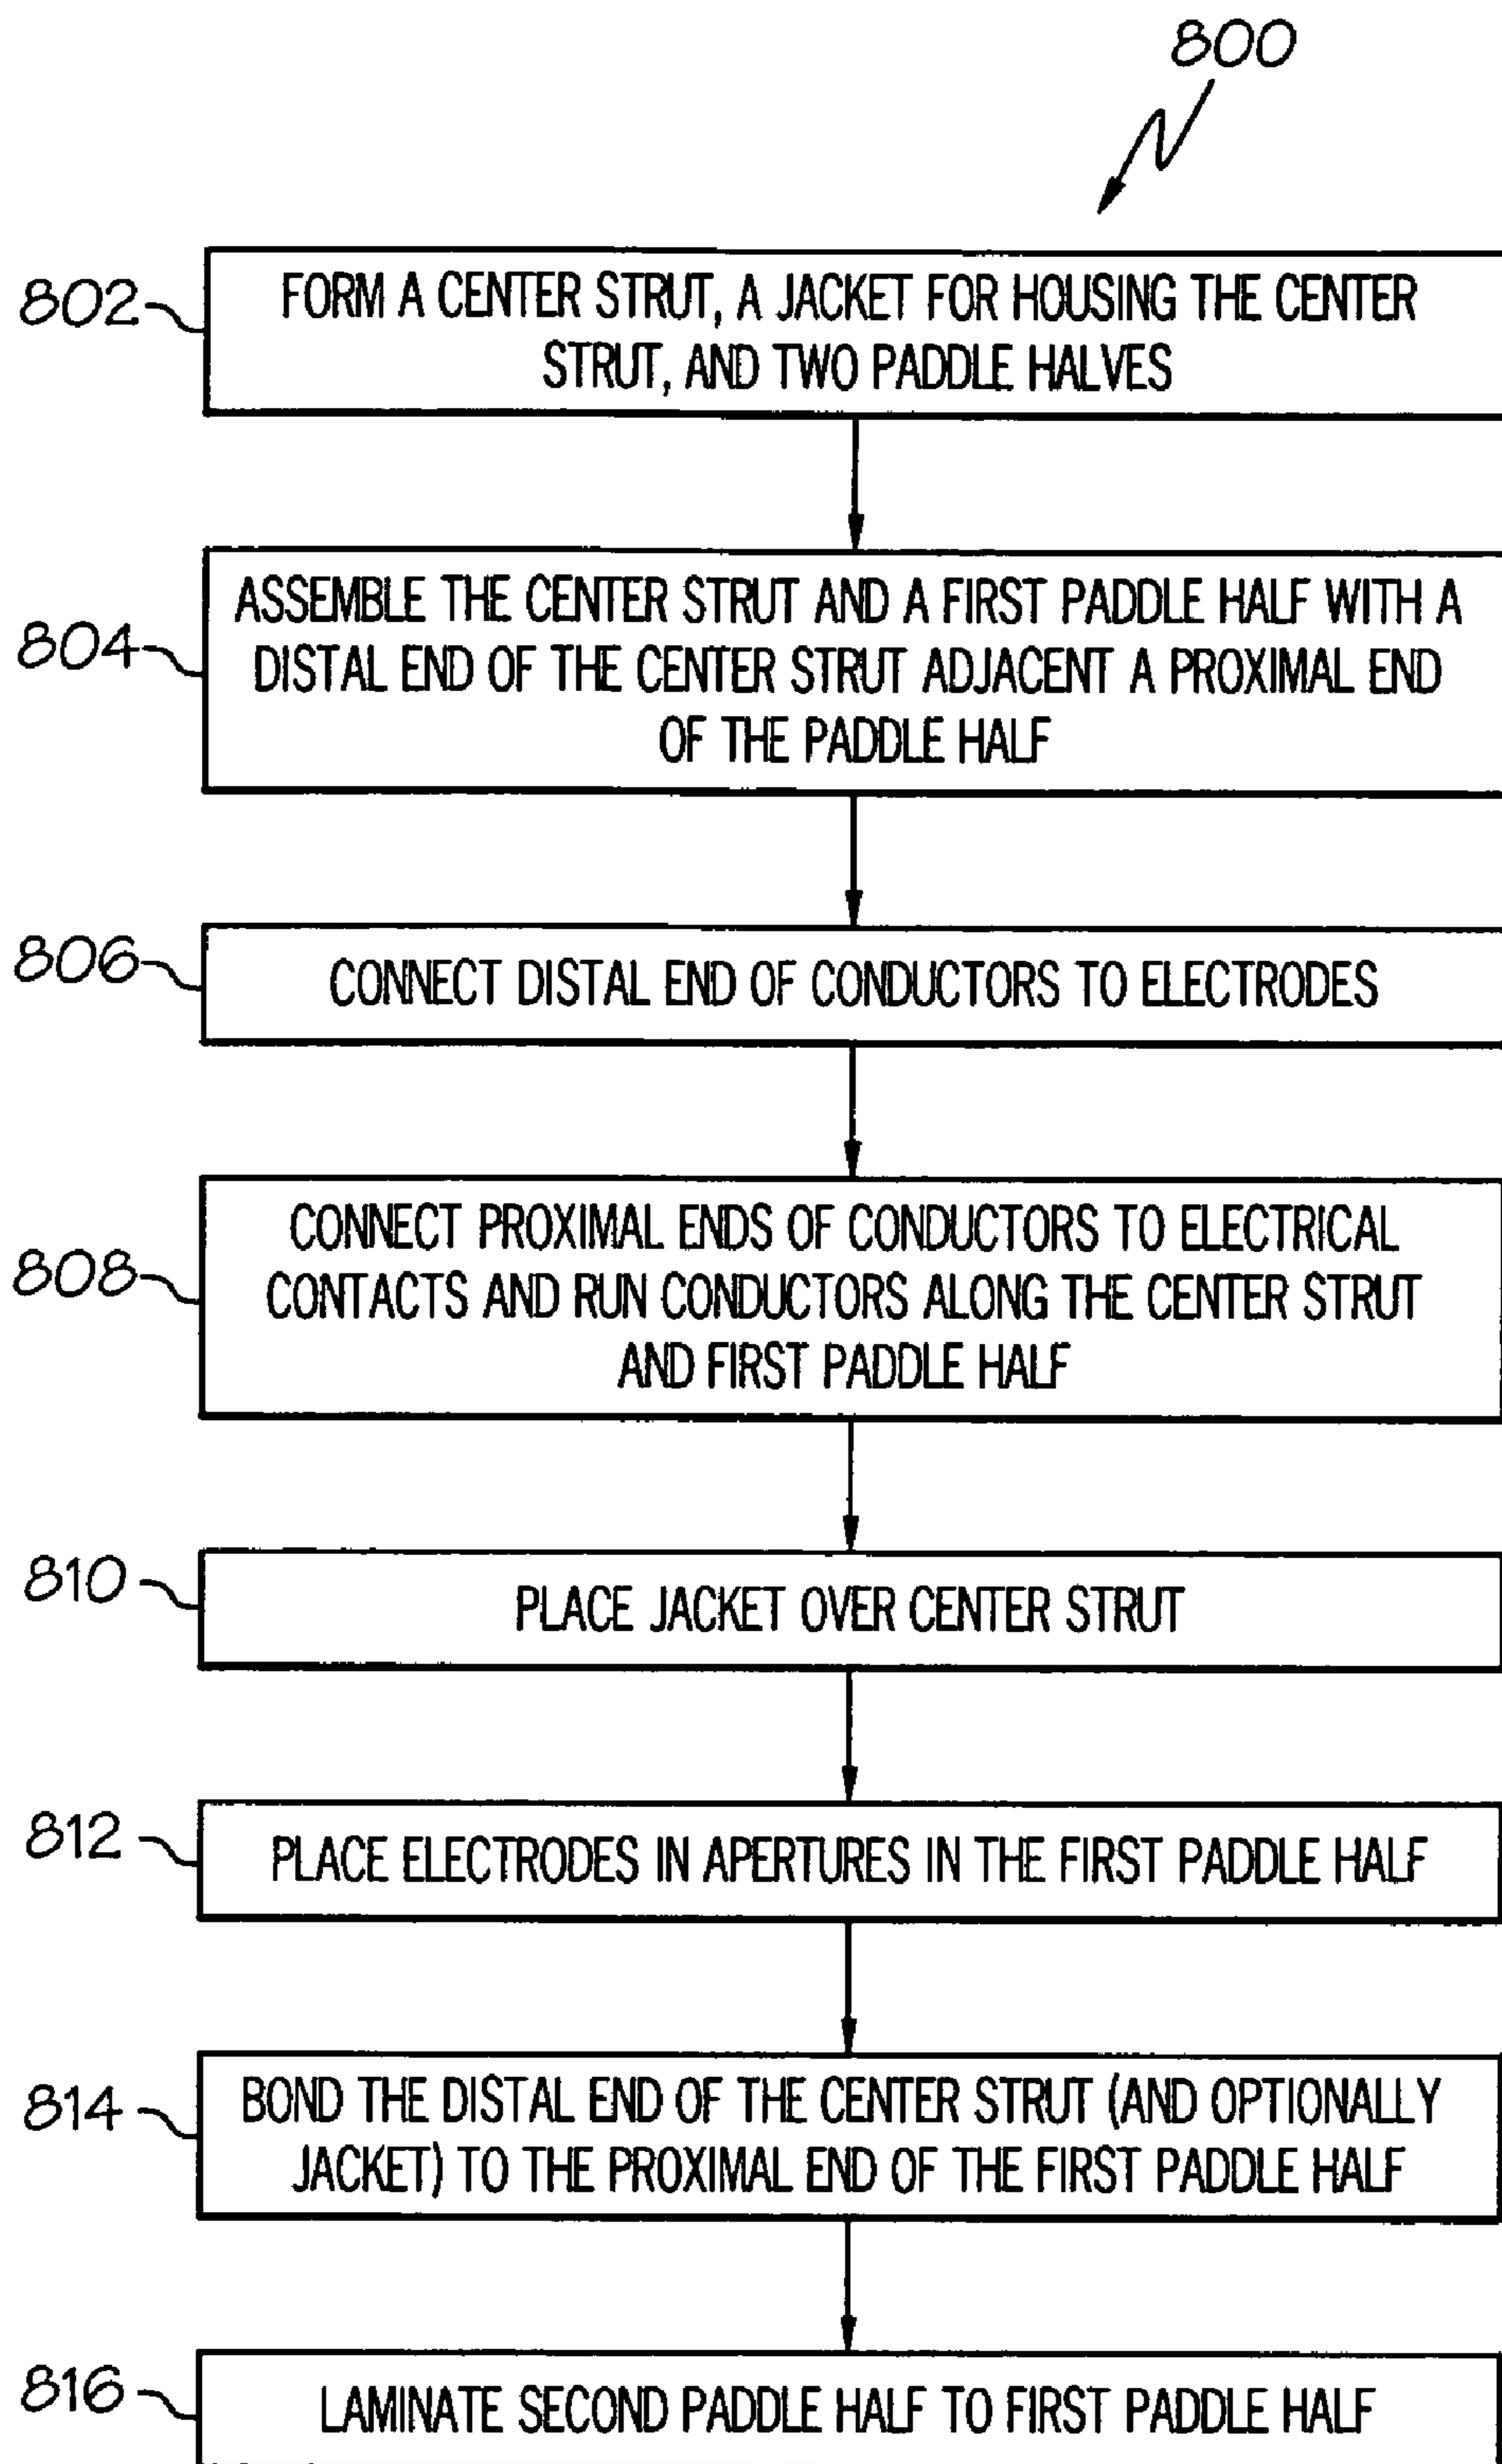 800
802
FORM A CENTER STRUT, A JACKET FOR HOUSING THE CENTER
STRUT, AND TWO PADDLE HALVES
804
ASSEMBLE THE CENTER STRUT AND A FIRST PADDLE HALF WITH A
DISTAL END OF THE CENTER STRUT ADJACENT A PROXIMAL END
OF THE PADDLE HALF
806
CONNECT DISTAL END OF CONDUCTORS TO ELECTRODES
808
CONNECT PROXIMAL ENDS OF CONDUCTORS TO ELECTRICAL
CONTACTS AND RUN CONDUCTORS ALONG THE CENTER STRUT
AND FIRST PADDLE HALF
810
PLACE JACKET OVER CENTER STRUT
812
PLACE ELECTRODES IN APERTURES IN THE FIRST PADDLE HALF
814
BOND THE DISTAL END OF THE CENTER STRUT (AND OPTIONALLY
JACKET) TO THE PROXIMAL END OF THE FIRST PADDLE HALF
816
LAMINATE SECOND PADDLE HALF TO FIRST PADDLE HALF